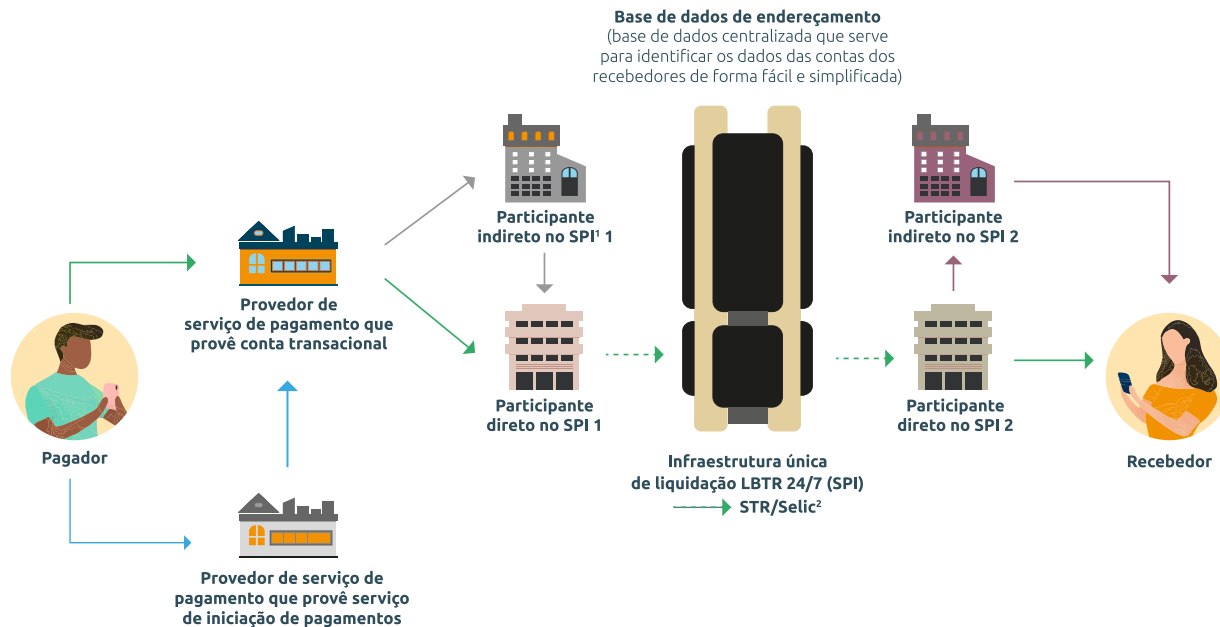 Base de dados de endereçamento
(base de dados centralizada que serve
para identificar os dados das contas dos
recebedores de forma fácil e simplificada)
Participante
indireto no SPI¹ 1
Participante
indireto no SPI 2
Provedor de
serviço de pagamento que
provê conta transacional
Participante
direto no SPI 1
Participante
direto no SPI 2
Pagador
Infraestrutura única
de liquidação LBTR 24/7 (SPI)
STR/Selic²
Recebedor
Provedor de serviço de
pagamento que provê serviço
de iniciação de pagamentos